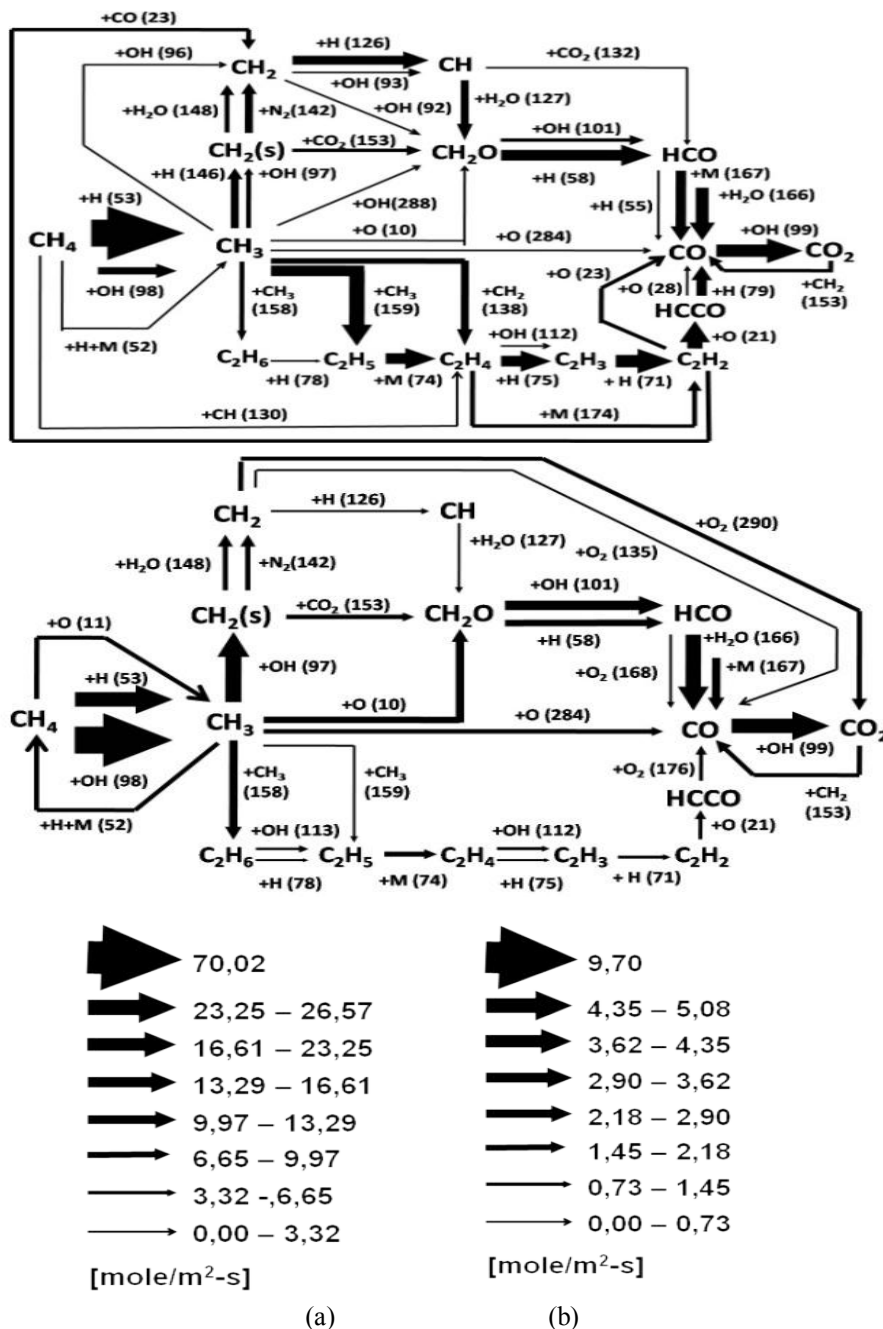 +CO (23)
+OH (96)
+H (126)
+CO₂ (132)
CH₂
CH
+OH (93)
+H₂O (148)
+N₂(142)
+OH (92)
+H₂O (127)
+OH (101)
CH₂(s)
+CO₂ (153)
CH₂O
HCO
+H (53)
+H (146)
+OH (97)
+H (58)
+M (167)
+OH(288)
+H (55)
+H₂O (166)
CH₄
+O (10)
+OH (99)
CH₃
+O (284)
CO
CO₂
+OH (98)
+O (23)
+O (28)
+H (79)
+CH₂
(153)
+CH₃
(158)
+CH₃
(159)
+CH₂
(138)
+OH (112)
HCCO
+O (21)
+H+M (52)
C₂H₆
C₂H₅
C₂H₄
C₂H₃
C₂H₂
+H (78)
+M (74)
+H (75)
+ H (71)
+CH (130)
+M (174)
CH₂
+H (126)
CH
+O₂ (290)
+H₂O (148)
+N₂(142)
+H₂O (127)
+O₂ (135)
+OH (101)
CH₂(s)
+CO₂ (153)
CH₂O
HCO
+O (11)
+H (58)
+H₂O (166)
+H (53)
+OH (97)
+O₂ (168)
+M (167)
CH₄
CH₃
+O (10)
+O (284)
CO
CO₂
+OH (98)
+OH (99)
+H+M (52)
+CH₃
(158)
+CH₃
(159)
+O₂ (176)
+CH₂
(153)
HCCO
+OH (113)
+OH (112)
+O (21)
C₂H₆
C₂H₅
C₂H₄
C₂H₃
C₂H₂
+H (78)
+M (74)
+H (75)
+ H (71)
70,02
23,25 – 26,57
16,61 – 23,25
13,29 – 16,61
9,97 – 13,29
6,65 – 9,97
3,32 -,6,65
0,00 – 3,32
[mole/m²-s]
9,70
4,35 – 5,08
3,62 – 4,35
2,90 – 3,62
2,18 – 2,90
1,45 – 2,18
0,73 – 1,45
0,00 – 0,73
[mole/m²-s]
(a) (b)